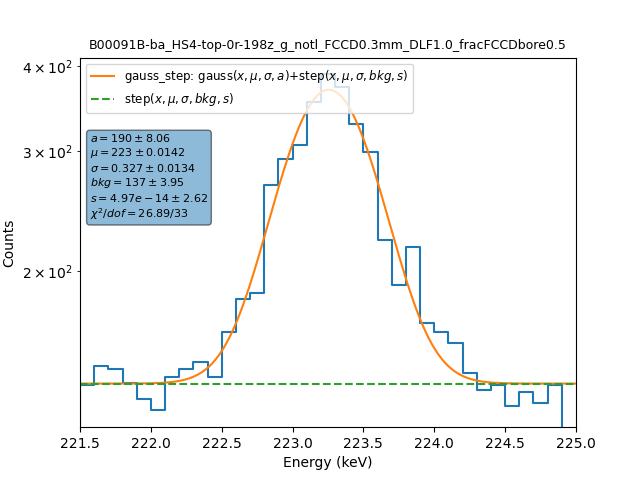 B00091B-ba_HS4-top-0r-198z_g_notl_FCCD0.3mm_DLF1.0_fracFCCDbore0.5
gauss_step: gauss(x, μ, σ, a)+step(x, μ, σ, bkg, s)
step(x, μ, σ, bkg, s)
a = 190 ± 8.06
μ = 223 ± 0.0142
σ = 0.327 ± 0.0134
bkg = 137 ± 3.95
s = 4.97e − 14 ± 2.62
χ²/dof = 26.89/33
4 × 10²
3 × 10²
2 × 10²
Counts
221.5 222.0 222.5 223.0 223.5 224.0 224.5 225.0
Energy (keV)